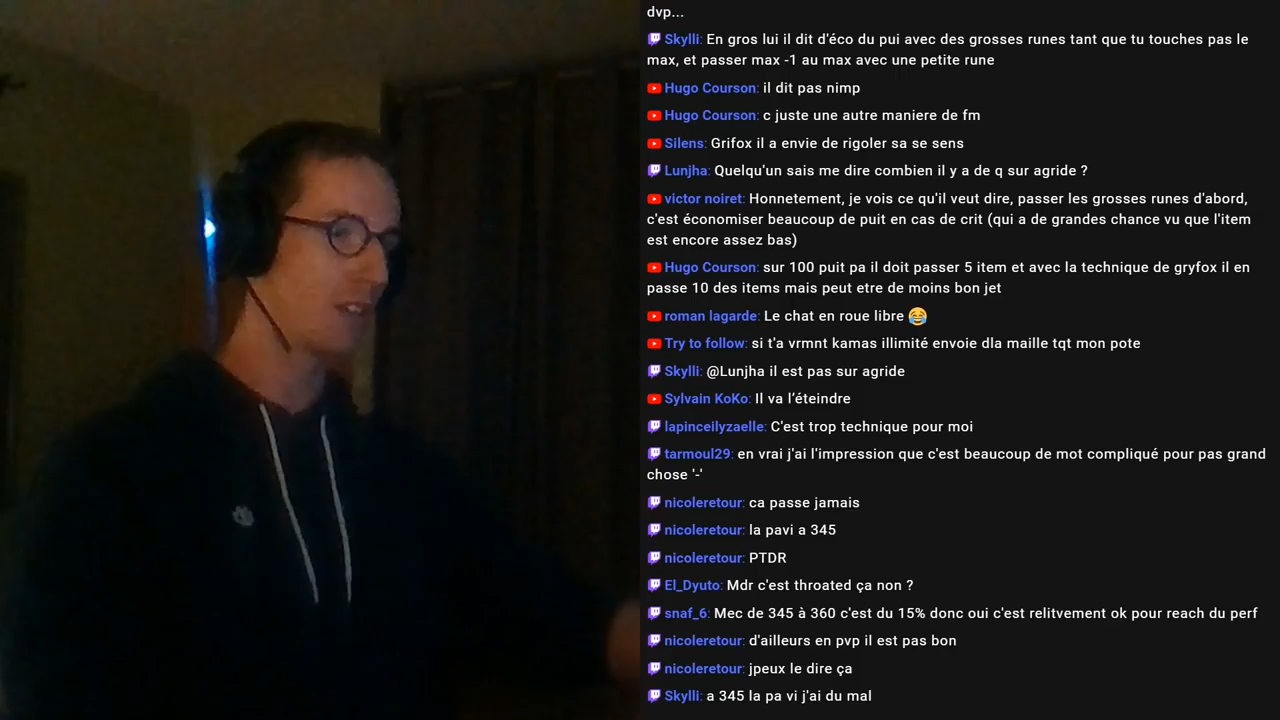 dvp...
Skylli: En gros lui il dit d'éco du pui avec des grosses runes tant que tu touches pas le
max, et passer max -1 au max avec une petite rune
Hugo Courson: il dit pas nimp
Hugo Courson: c juste une autre maniere de fm
Silens: Grifox il a envie de rigoler sa se sens
Lunjha: Quelqu'un sais me dire combien il y a de q sur agride ?
victor noiret: Honnetement, je vois ce qu'il veut dire, passer les grosses runes d'abord,
c'est économiser beaucoup de puit en cas de crit (qui a de grandes chance vu que l'item
est encore assez bas)
Hugo Courson: sur 100 puit pa il doit passer 5 item et avec la technique de gryfox il en
passe 10 des items mais peut etre de moins bon jet
roman lagarde: Le chat en roue libre 😂
Try to follow: si t'a vrmnt kamas illimité envoie dla maille tqt mon pote
Skylli: @Lunjha il est pas sur agride
Sylvain KoKo: Il va l'éteindre
lapinceilyzaelle: C'est trop technique pour moi
tarmoul29: en vrai j'ai l'impression que c'est beaucoup de mot compliqué pour pas grand
chose '-'
nicoleretour: ca passe jamais
nicoleretour: la pavi a 345
nicoleretour: PTDR
El_Dyuto: Mdr c'est throated ça non ?
snaf_6: Mec de 345 à 360 c'est du 15% donc oui c'est relitvement ok pour reach du perf
nicoleretour: d'ailleurs en pvp il est pas bon
nicoleretour: jpeux le dire ça
Skylli: a 345 la pa vi j'ai du mal